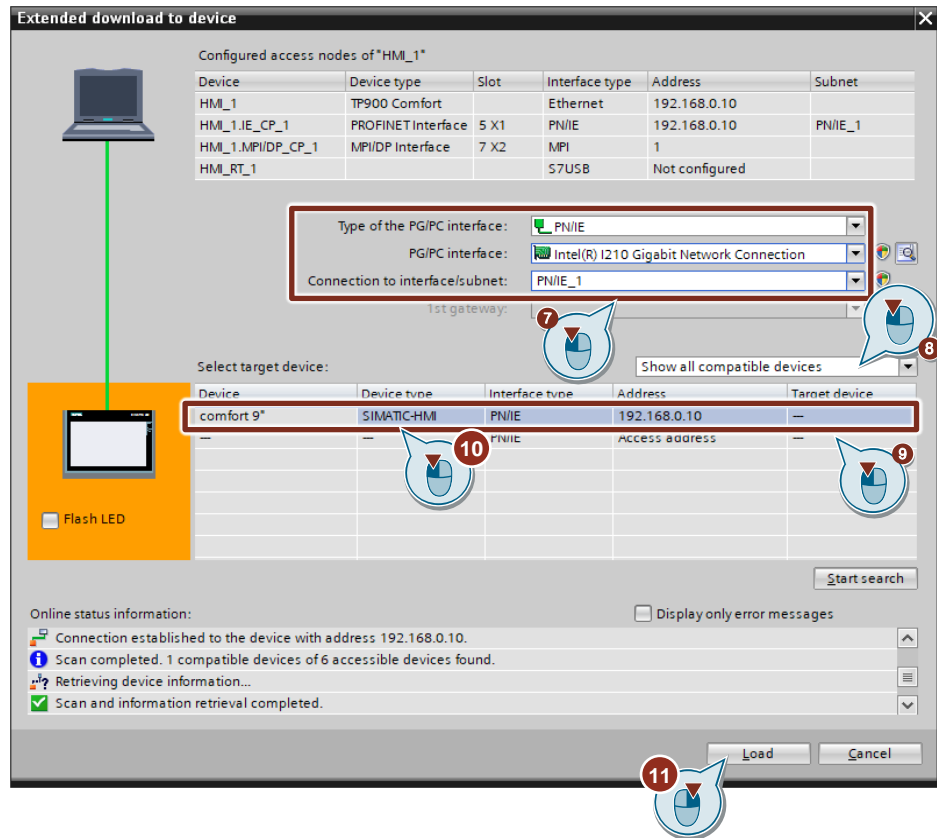 Extended download to device
Configured access nodes of "HMI_1"
Device Device type Slot Interface type Address Subnet
HMI_1 TP900 Comfort Ethernet 192.168.0.10
HMI_1.IE_CP_1 PROFINET Interface 5 X1 PN/IE 192.168.0.10 PN/IE_1
HMI_1.MPI/DP_CP_1 MPI/DP Interface 7 X2 MPI 1
HMI_RT_1 S7USB Not configured
Type of the PG/PC interface: PN/IE
PG/PC interface: Intel(R) I210 Gigabit Network Connection
Connection to interface/subnet: PN/IE_1
1st gateway:
7
8
Select target device: Show all compatible devices
Device Device type Interface type Address Target device
comfort 9" SIMATIC-HMI PN/IE 192.168.0.10 —
— — PN/IE Access address —
10
9
Flash LED
Start search
Online status information: Display only error messages
Connection established to the device with address 192.168.0.10.
Scan completed. 1 compatible devices of 6 accessible devices found.
Retrieving device information...
Scan and information retrieval completed.
Load Cancel
11